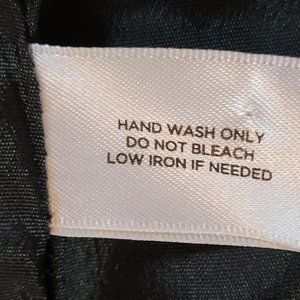 HAND WASH ONLY
DO NOT BLEACH
LOW IRON IF NEEDED